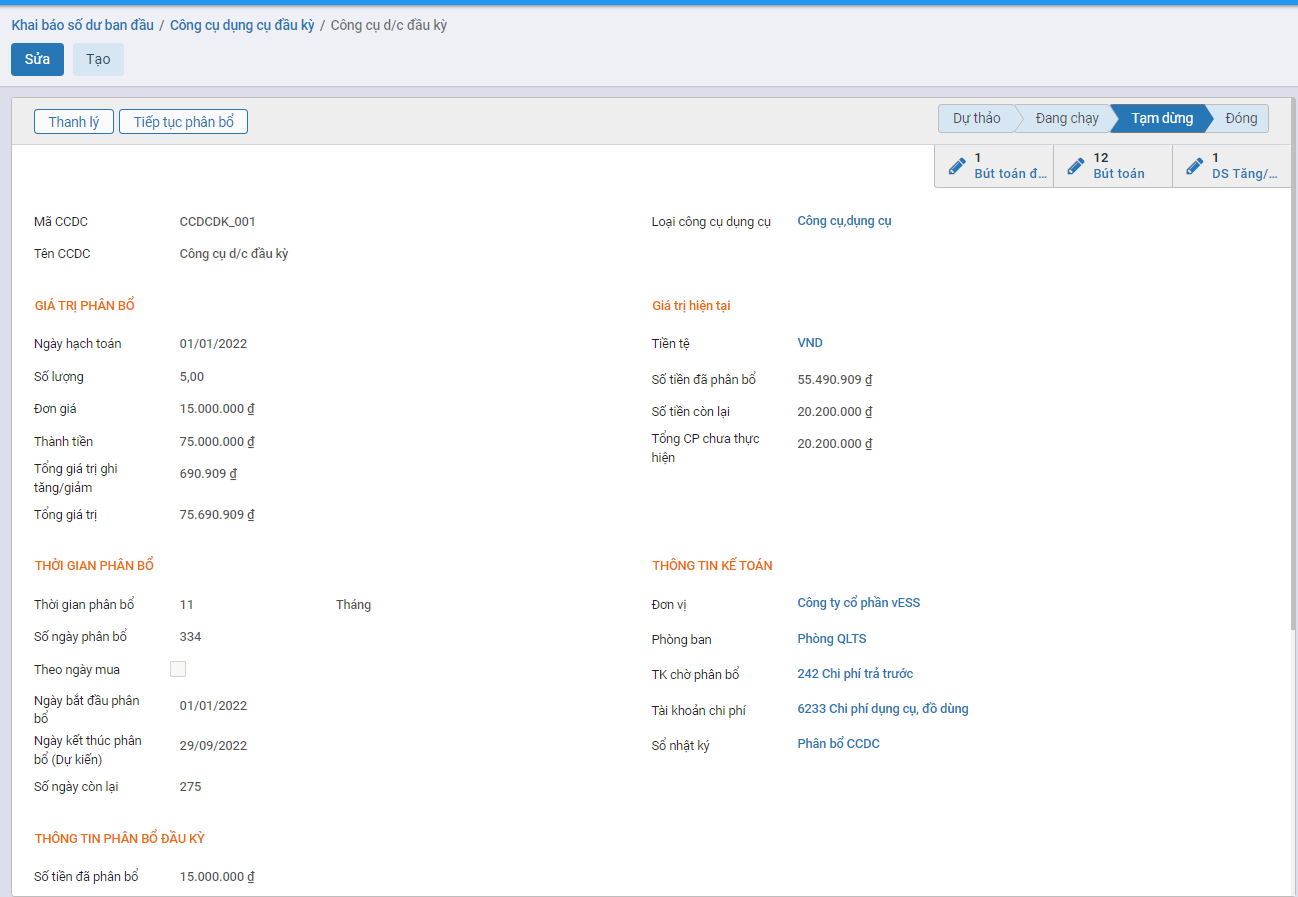 Khai báo số dư ban đầu / Công cụ dụng cụ đầu kỳ / Công cụ d/c đầu kỳ
Sửa Tạo
Thanh lý Tiếp tục phân bổ Dự thảo Đang chạy Tạm dừng Đóng
1 12 1
Bút toán đ... Bút toán DS Tăng/...
Mã CCDC CCDCDK_001 Loại công cụ dụng cụ Công cụ,dụng cụ
Tên CCDC Công cụ d/c đầu kỳ
GIÁ TRỊ PHÂN BỔ
Ngày hạch toán 01/01/2022
Số lượng 5,00
Đơn giá 15.000.000 ₫
Thành tiền 75.000.000 ₫
Tổng giá trị ghi
tăng/giảm 690.909 ₫
Tổng giá trị 75.690.909 ₫
Giá trị hiện tại
Tiền tệ VND
Số tiền đã phân bổ 55.490.909 ₫
Số tiền còn lại 20.200.000 ₫
Tổng CP chưa thực
hiện 20.200.000 ₫
THỜI GIAN PHÂN BỔ
Thời gian phân bổ 11 Tháng
Số ngày phân bổ 334
Theo ngày mua
Ngày bắt đầu phân
bổ 01/01/2022
Ngày kết thúc phân
bổ (Dự kiến) 29/09/2022
Số ngày còn lại 275
THÔNG TIN KẾ TOÁN
Đơn vị Công ty cổ phần vESS
Phòng ban Phòng QLTS
TK chờ phân bổ 242 Chi phí trả trước
Tài khoản chi phí 6233 Chi phí dụng cụ, đồ dùng
Sổ nhật ký Phân bổ CCDC
THÔNG TIN PHÂN BỔ ĐẦU KỲ
Số tiền đã phân bổ 15.000.000 ₫